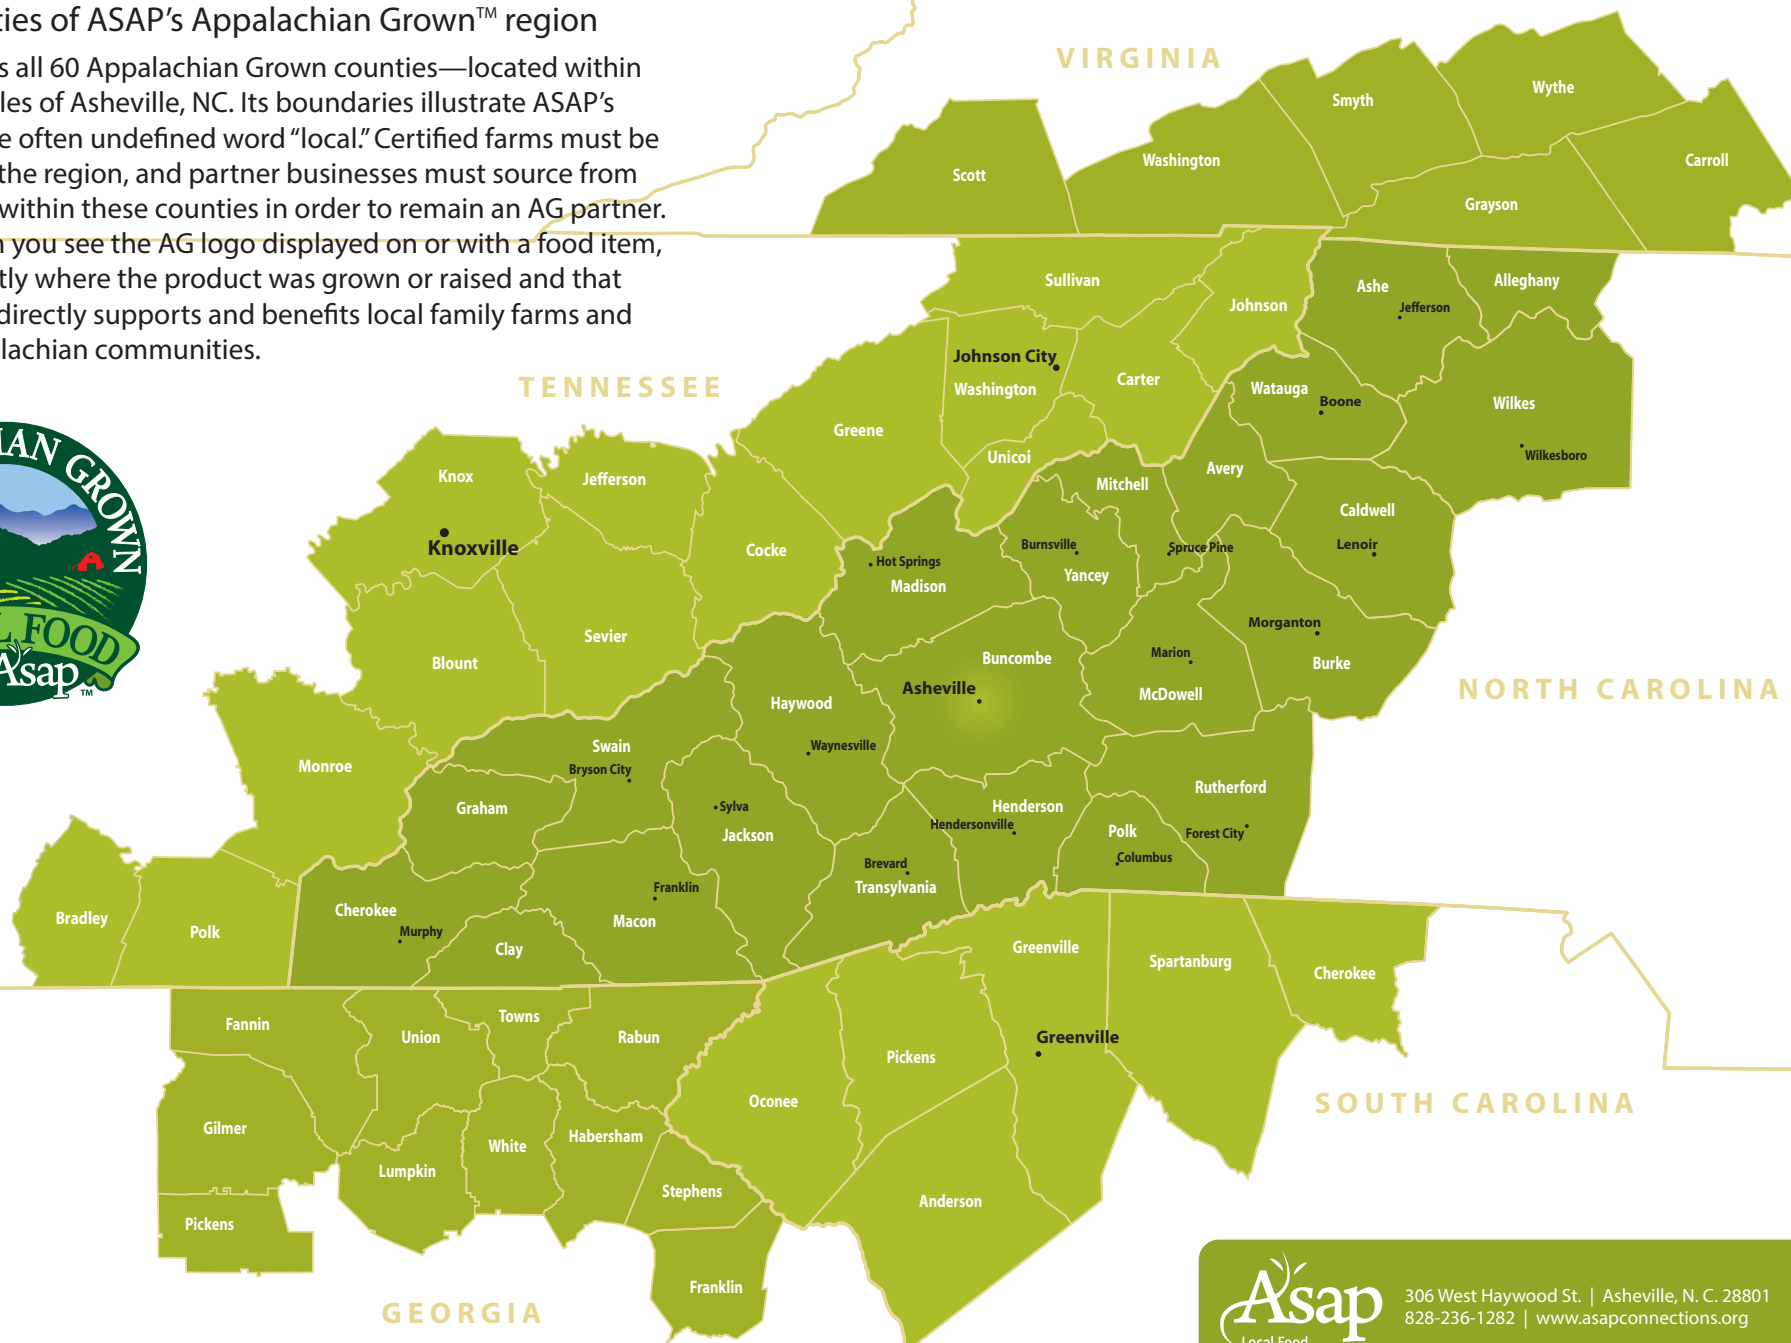 ties of ASAP's Appalachian Grown™ region
s all 60 Appalachian Grown counties—located within
les of Asheville, NC. Its boundaries illustrate ASAP's
e often undefined word “local.” Certified farms must be
the region, and partner businesses must source from
within these counties in order to remain an AG partner.
n you see the AG logo displayed on or with a food item,
tly where the product was grown or raised and that
directly supports and benefits local family farms and
lachian communities.
IAN GROWN
L FOOD
Asap™
VIRGINIA
Scott
Washington
Smyth
Wythe
Grayson
Carroll
TENNESSEE
Sullivan
Johnson
Johnson City
Washington
Carter
Greene
Unicoi
Knox
Knoxville
Jefferson
Cocke
Sevier
Blount
Monroe
Bradley
Polk
NORTH CAROLINA
Ashe
Jefferson
Alleghany
Watauga
Boone
Wilkes
Wilkesboro
Avery
Mitchell
Spruce Pine
Caldwell
Lenoir
Burnsville
Yancey
Hot Springs
Madison
Morganton
Burke
Marion
McDowell
Buncombe
Asheville
Haywood
Waynesville
Swain
Bryson City
Graham
Sylva
Jackson
Henderson
Hendersonville
Rutherford
Forest City
Polk
Columbus
Brevard
Transylvania
Franklin
Macon
Cherokee
Murphy
Clay
SOUTH CAROLINA
Greenville
Greenville
Spartanburg
Cherokee
Pickens
Oconee
Anderson
GEORGIA
Fannin
Union
Towns
Rabun
Gilmer
White
Habersham
Lumpkin
Stephens
Pickens
Franklin
Asap
Local Food
306 West Haywood St. | Asheville, N. C. 28801
828-236-1282 | www.asapconnections.org